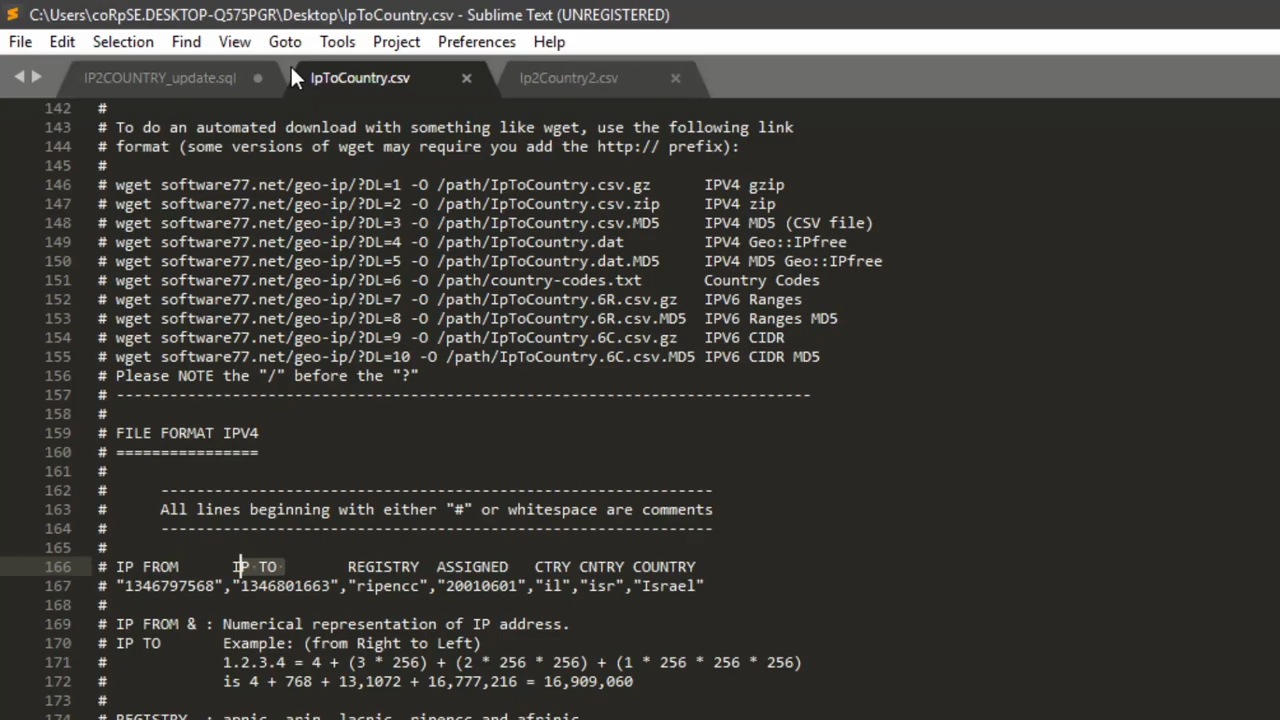 C:\Users\coRpSE.DESKTOP-Q575PGR\Desktop\IpToCountry.csv - Sublime Text (UNREGISTERED)
File Edit Selection Find View Goto Tools Project Preferences Help
IP2COUNTRY_update.sql IpToCountry.csv Ip2Country2.csv
142 #
143 # To do an automated download with something like wget, use the following link
144 # format (some versions of wget may require you add the http:// prefix):
145 #
146 # wget software77.net/geo-ip/?DL=1 -O /path/IpToCountry.csv.gz IPV4 gzip
147 # wget software77.net/geo-ip/?DL=2 -O /path/IpToCountry.csv.zip IPV4 zip
148 # wget software77.net/geo-ip/?DL=3 -O /path/IpToCountry.csv.MD5 IPV4 MD5 (CSV file)
149 # wget software77.net/geo-ip/?DL=4 -O /path/IpToCountry.dat IPV4 Geo::IPfree
150 # wget software77.net/geo-ip/?DL=5 -O /path/IpToCountry.dat.MD5 IPV4 MD5 Geo::IPfree
151 # wget software77.net/geo-ip/?DL=6 -O /path/country-codes.txt Country Codes
152 # wget software77.net/geo-ip/?DL=7 -O /path/IpToCountry.6R.csv.gz IPV6 Ranges
153 # wget software77.net/geo-ip/?DL=8 -O /path/IpToCountry.6R.csv.MD5 IPV6 Ranges MD5
154 # wget software77.net/geo-ip/?DL=9 -O /path/IpToCountry.6C.csv.gz IPV6 CIDR
155 # wget software77.net/geo-ip/?DL=10 -O /path/IpToCountry.6C.csv.MD5 IPV6 CIDR MD5
156 # Please NOTE the "/" before the "?"
157 # ------------------------------------------------------------------------------
158 #
159 # FILE FORMAT IPV4
160 # ================
161 #
162 # --------------------------------------------------------------
163 # All lines beginning with either "#" or whitespace are comments
164 # --------------------------------------------------------------
165 #
166 # IP FROM IP TO REGISTRY ASSIGNED CTRY CNTRY COUNTRY
167 # "1346797568","1346801663","ripencc","20010601","il","isr","Israel"
168 #
169 # IP FROM & : Numerical representation of IP address.
170 # IP TO Example: (from Right to Left)
171 # 1.2.3.4 = 4 + (3 * 256) + (2 * 256 * 256) + (1 * 256 * 256 * 256)
172 # is 4 + 768 + 13,1072 + 16,777,216 = 16,909,060
173 #
174 # REGISTRY : apnic, arin, lacnic, ripencc and afrinic